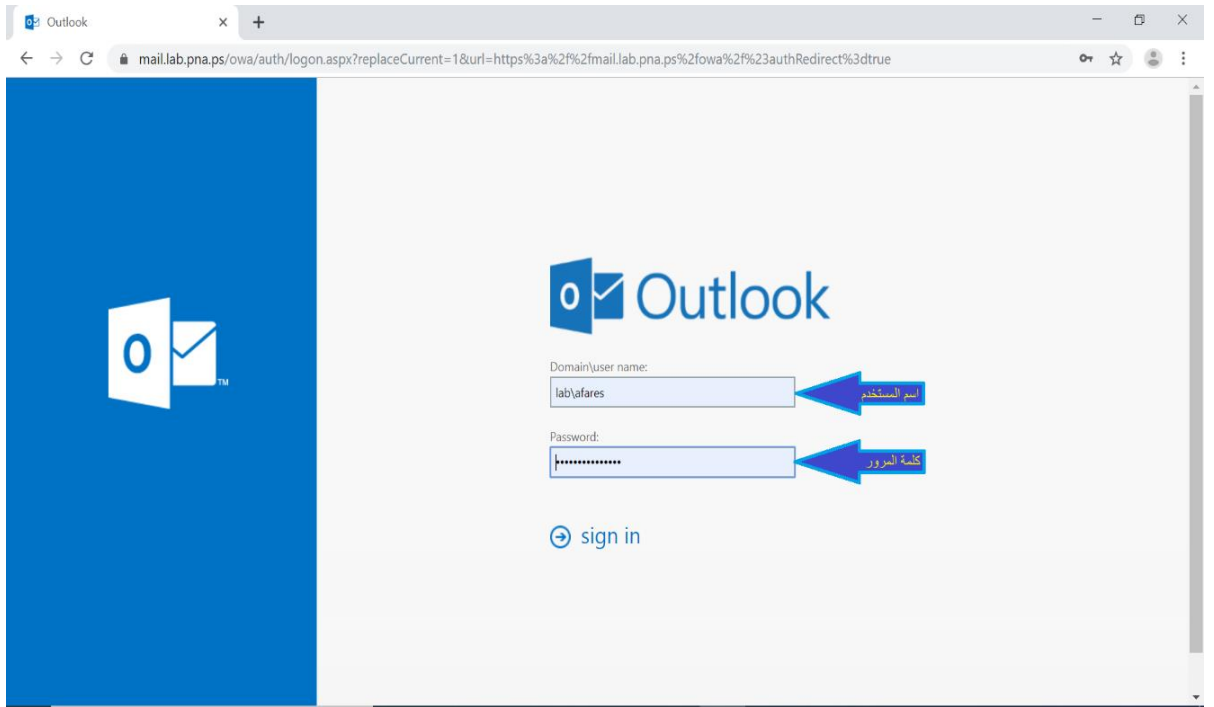 Outlook
mail.lab.pna.ps/owa/auth/logon.aspx?replaceCurrent=1&url=https%3a%2f%2fmail.lab.pna.ps%2fowa%2f%23authRedirect%3dtrue
Outlook
Domain\user name:
lab\afares
اسم المستخدم
Password:
•••••••••••••••
كلمة المرور
sign in
TM